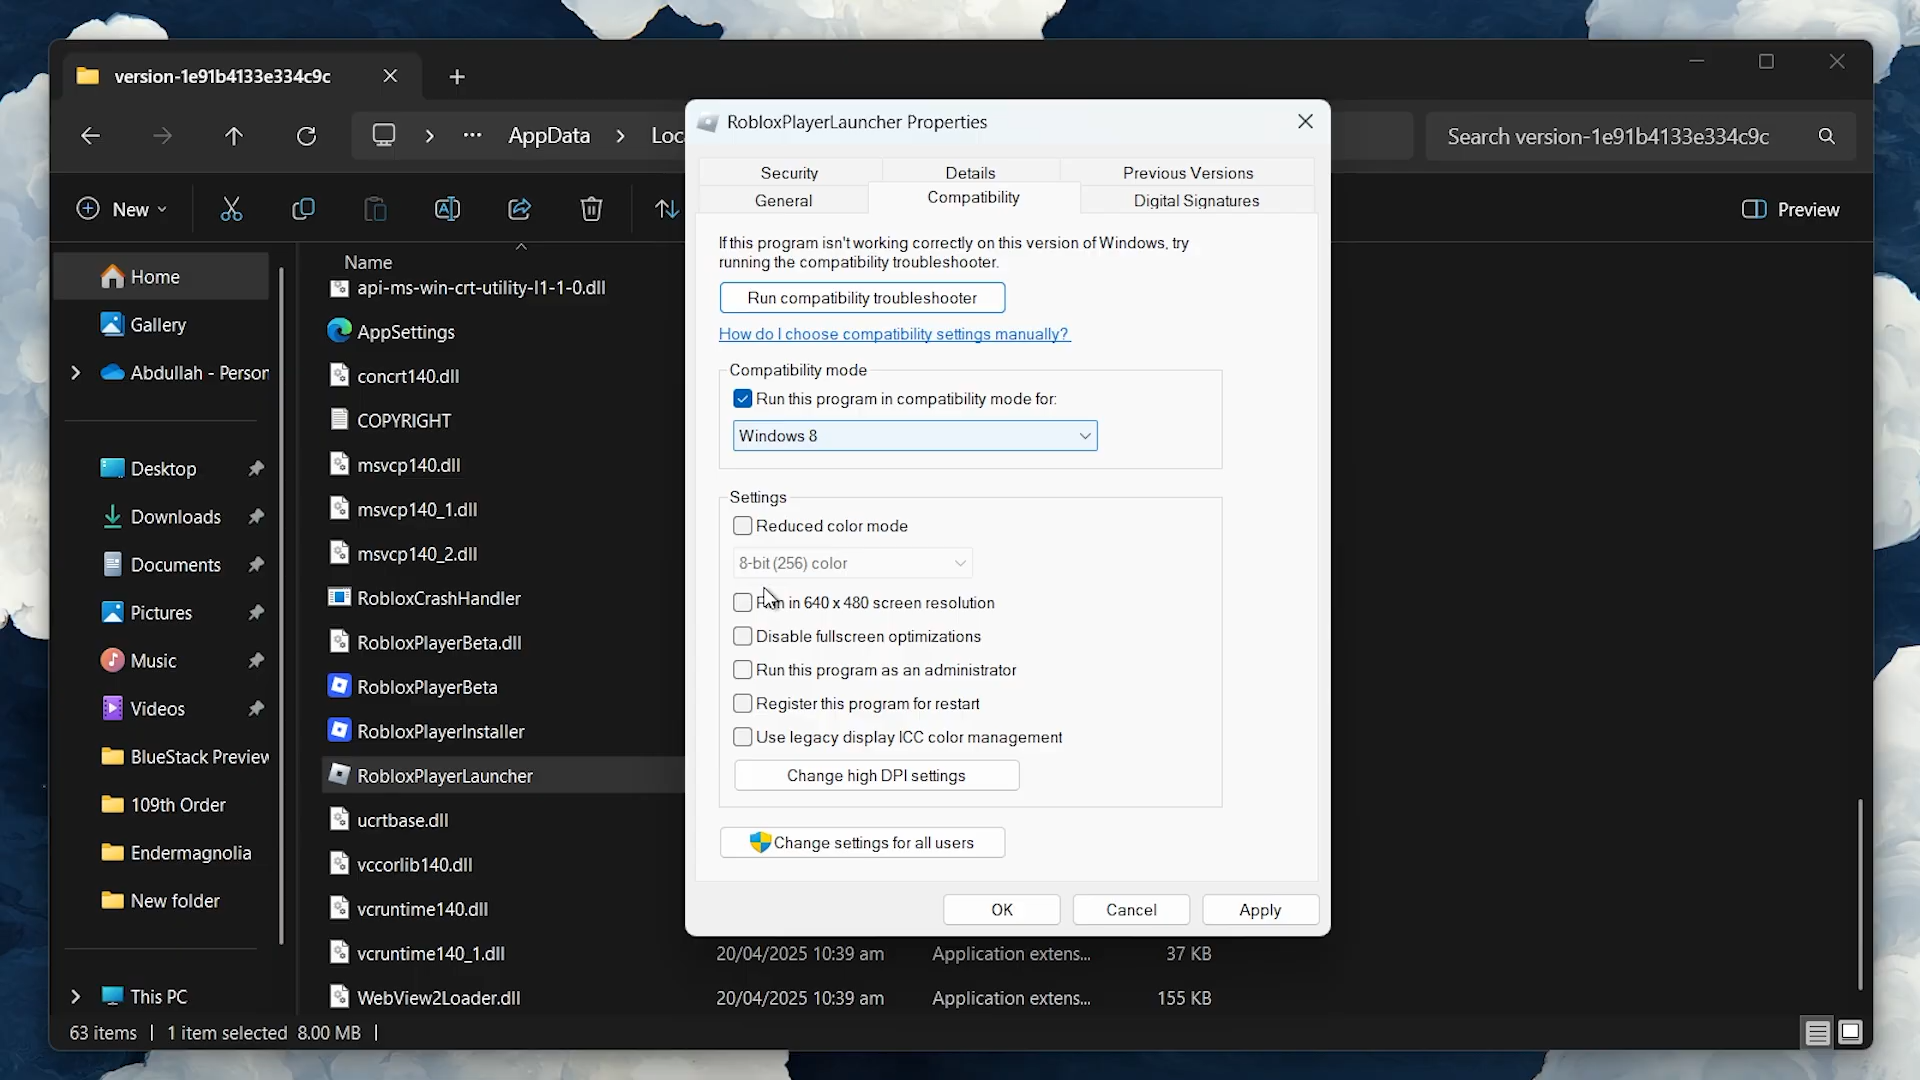 version-1e91b4133e334c9c
AppData
Loc
Search version-1e91b4133e334c9c
New
Preview
Home
Gallery
Abdullah - Person
Desktop
Downloads
Documents
Pictures
Music
Videos
BlueStack Preview
109th Order
Endermagnolia
New folder
This PC
Name
api-ms-win-crt-utility-l1-1-0.dll
AppSettings
concrt140.dll
COPYRIGHT
msvcp140.dll
msvcp140_1.dll
msvcp140_2.dll
RobloxCrashHandler
RobloxPlayerBeta.dll
RobloxPlayerBeta
RobloxPlayerInstaller
RobloxPlayerLauncher
ucrtbase.dll
vccorlib140.dll
vcruntime140.dll
vcruntime140_1.dll 20/04/2025 10:39 am Application extens... 37 KB
WebView2Loader.dll 20/04/2025 10:39 am Application extens... 155 KB
63 items 1 item selected 8.00 MB
RobloxPlayerLauncher Properties
Security Details Previous Versions
General Compatibility Digital Signatures
If this program isn't working correctly on this version of Windows, try
running the compatibility troubleshooter.
Run compatibility troubleshooter
How do I choose compatibility settings manually?
Compatibility mode
Run this program in compatibility mode for:
Windows 8
Settings
Reduced color mode
8-bit (256) color
Run in 640 x 480 screen resolution
Disable fullscreen optimizations
Run this program as an administrator
Register this program for restart
Use legacy display ICC color management
Change high DPI settings
Change settings for all users
OK Cancel Apply